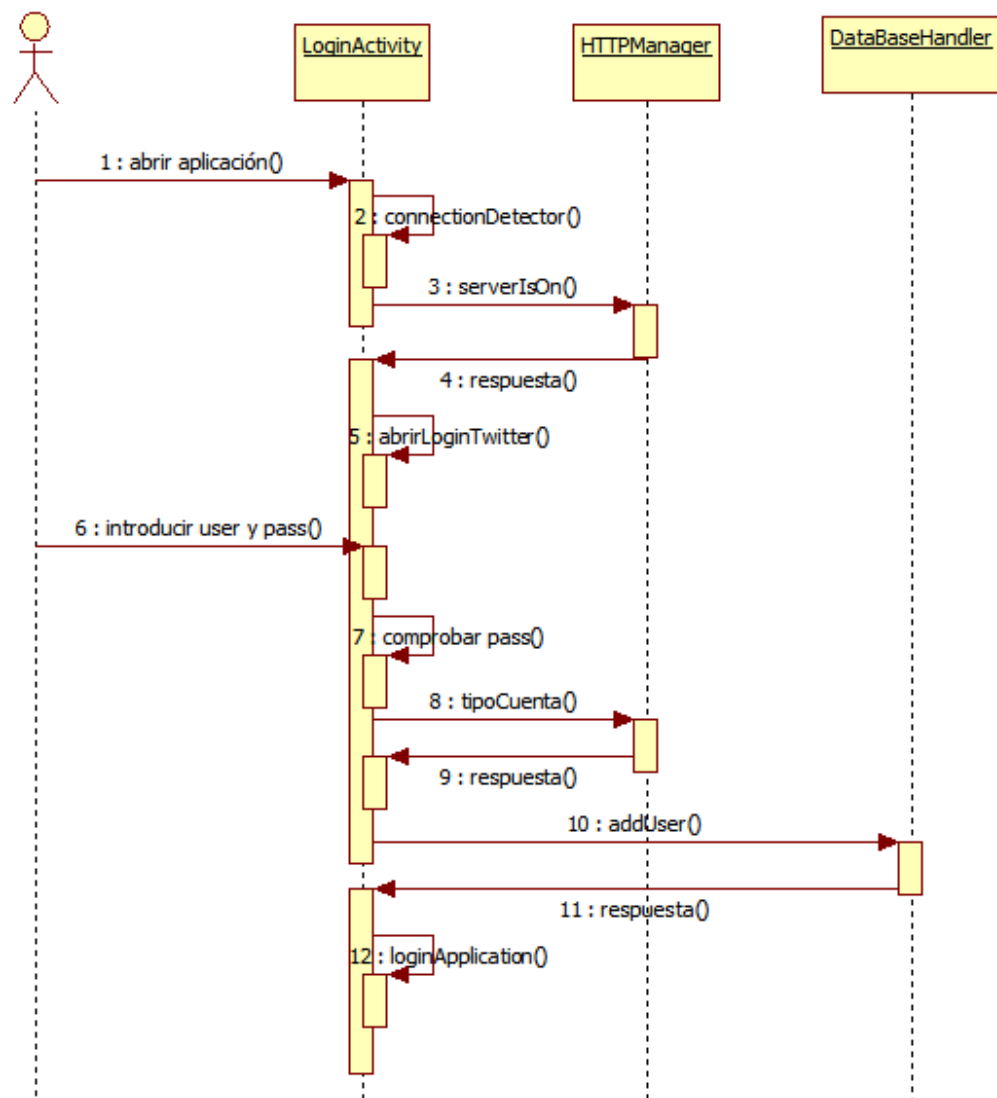 LoginActivity
HTTPManager
DataBaseHandler
1 : abrir aplicación()
2 : connectionDetector()
3 : serverIsOn()
4 : respuesta()
5 : abrirLoginTwitter()
6 : introducir user y pass()
7 : comprobar pass()
8 : tipoCuenta()
9 : respuesta()
10 : addUser()
11 : respuesta()
12 : loginApplication()